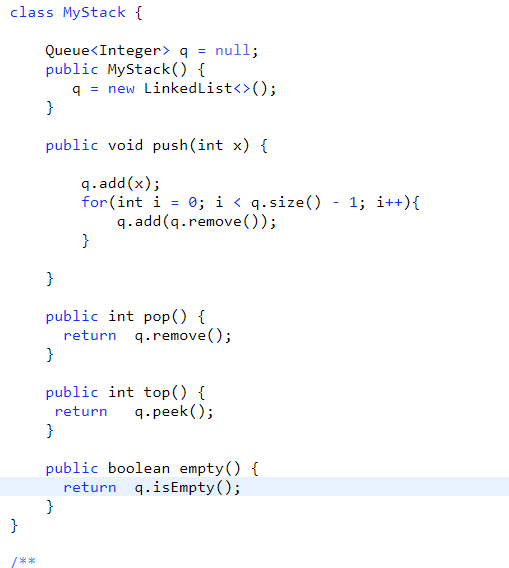 class MyStack {
Queue<Integer> q = null;
public MyStack() {
q = new LinkedList<>();
}
public void push(int x) {
q.add(x);
for(int i = 0; i < q.size() - 1; i++){
q.add(q.remove());
}
}
public int pop() {
return  q.remove();
}
public int top() {
return   q.peek();
}
public boolean empty() {
return  q.isEmpty();
}
}
/**